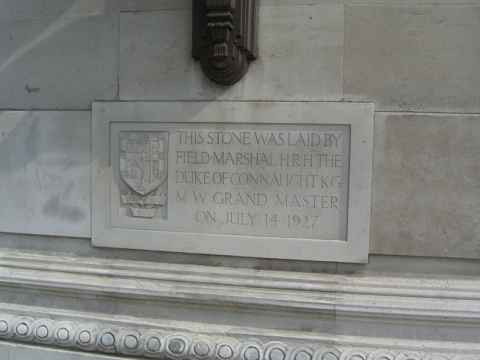 THIS STONE WAS LAID BY
FIELD·MARSHAL H.R.H THE
DUKE OF CONNAUGHT K.G.
M.W. GRAND MASTER
ON JULY 14 1927